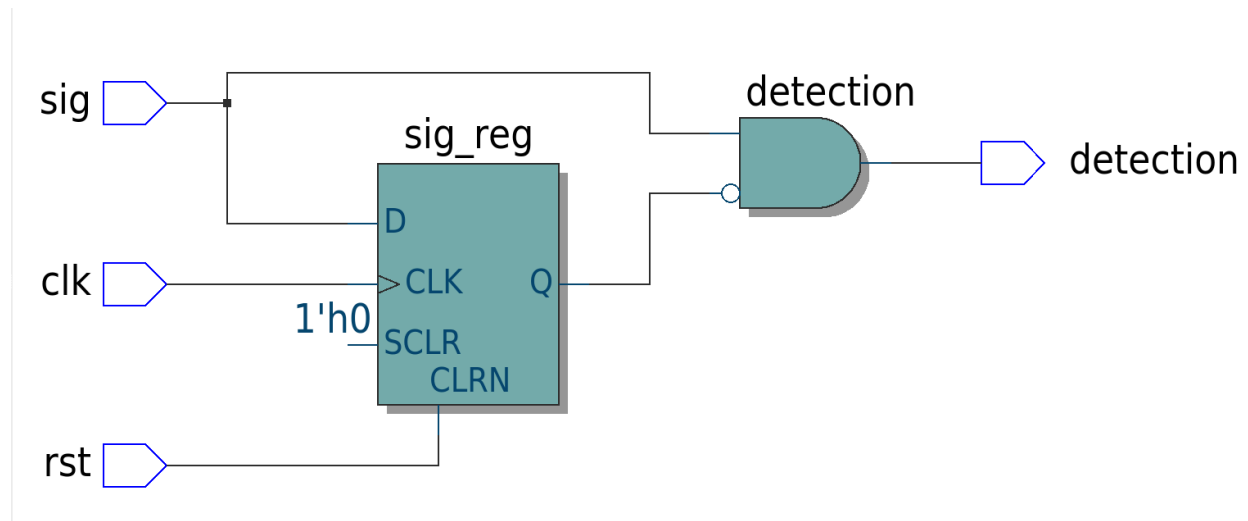 detection
sig
sig_reg
detection
D
clk
CLK
Q
1'h0
SCLR
CLRN
rst